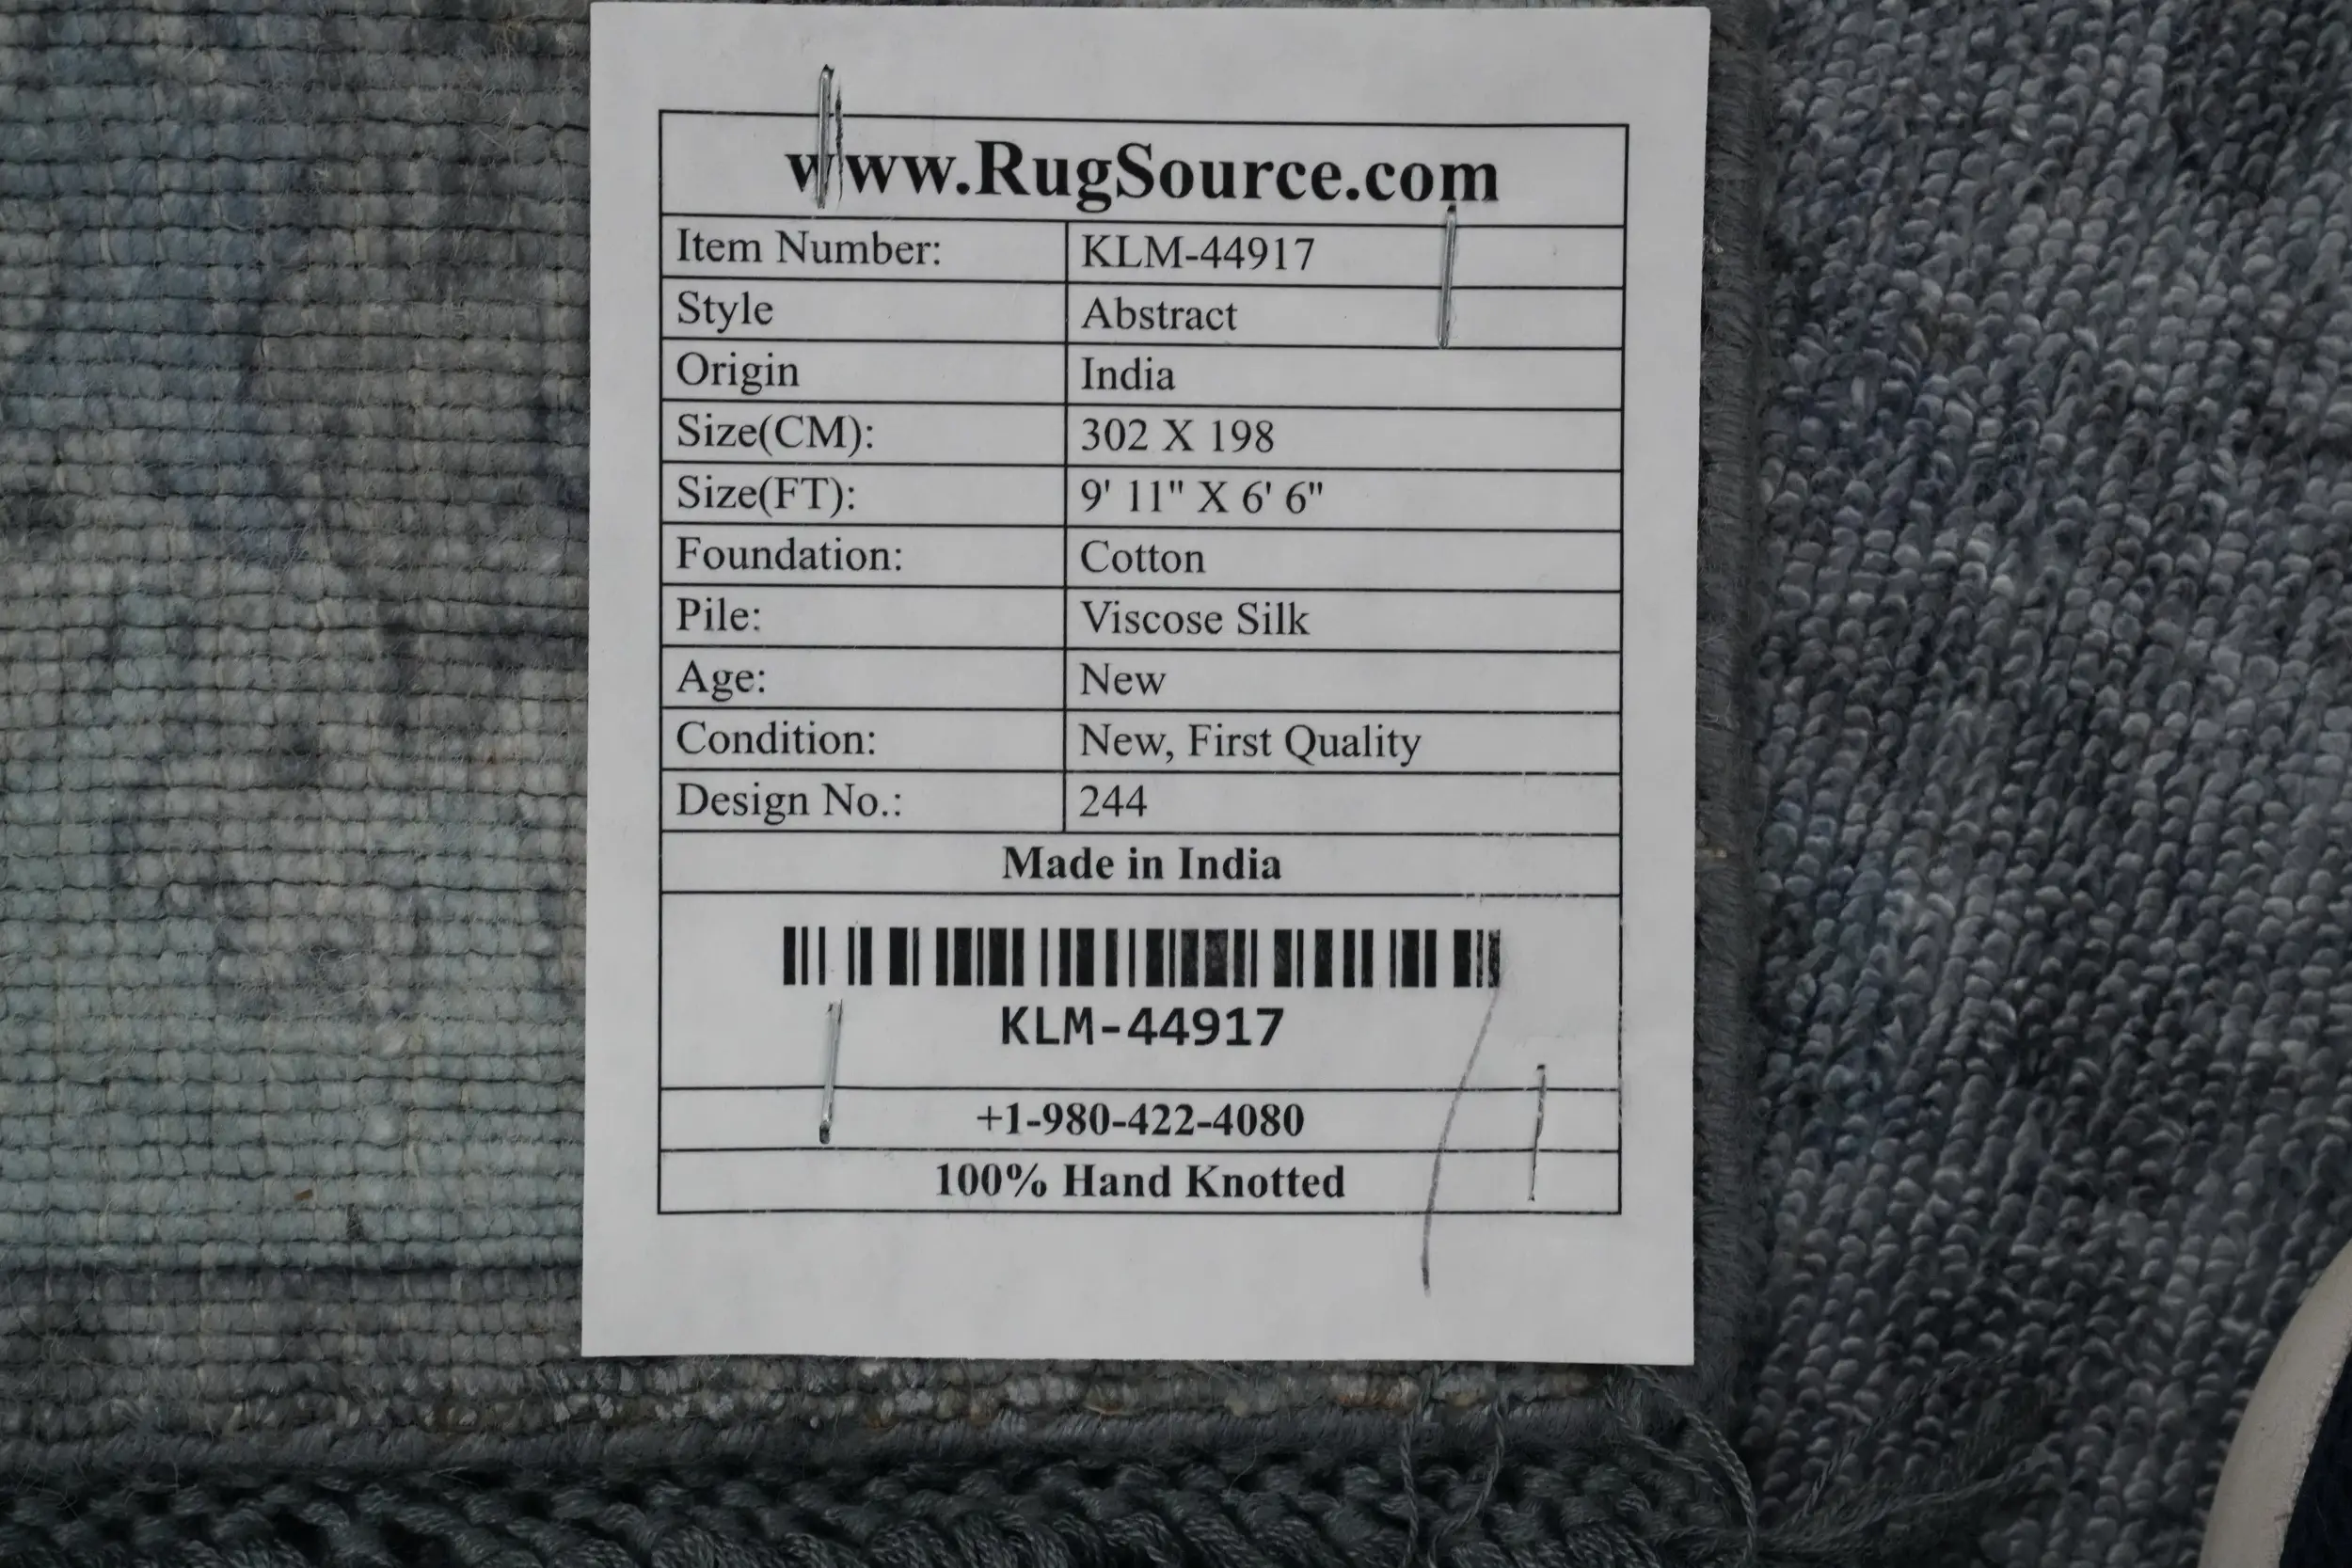 www.RugSource.com
Item Number: KLM-44917
Style Abstract
Origin India
Size(CM): 302 X 198
Size(FT): 9' 11" X 6' 6"
Foundation: Cotton
Pile: Viscose Silk
Age: New
Condition: New, First Quality
Design No.: 244
Made in India
KLM-44917
+1-980-422-4080
100% Hand Knotted